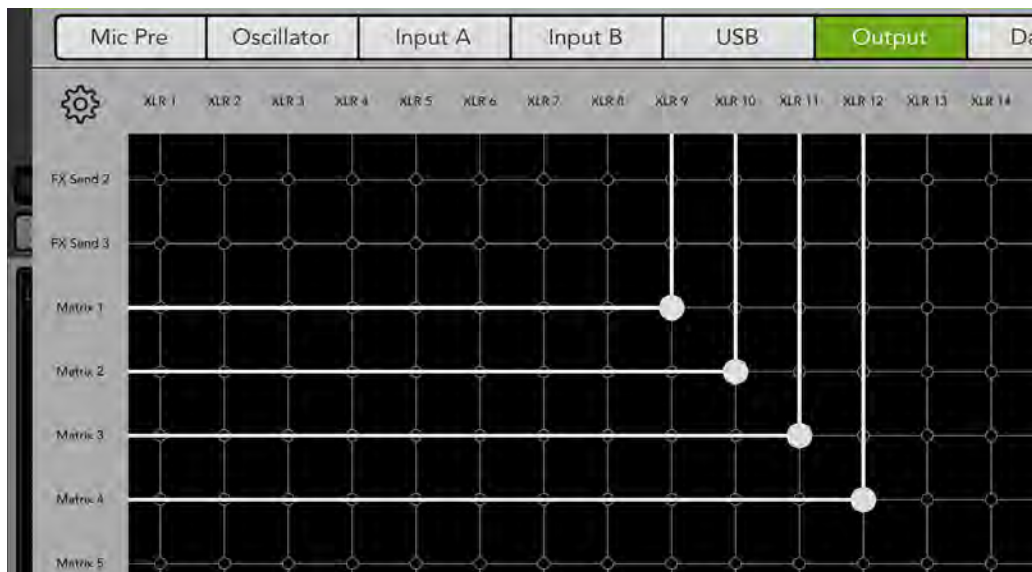 Mic Pre Oscillator Input A Input B USB Output Da
XLR 1 XLR 2 XLR 3 XLR 4 XLR 5 XLR 6 XLR 7 XLR 8 XLR 9 XLR 10 XLR 11 XLR 12 XLR 13 XLR 14
FX Send 2
FX Send 3
Matrix 1
Matrix 2
Matrix 3
Matrix 4
Matrix 5